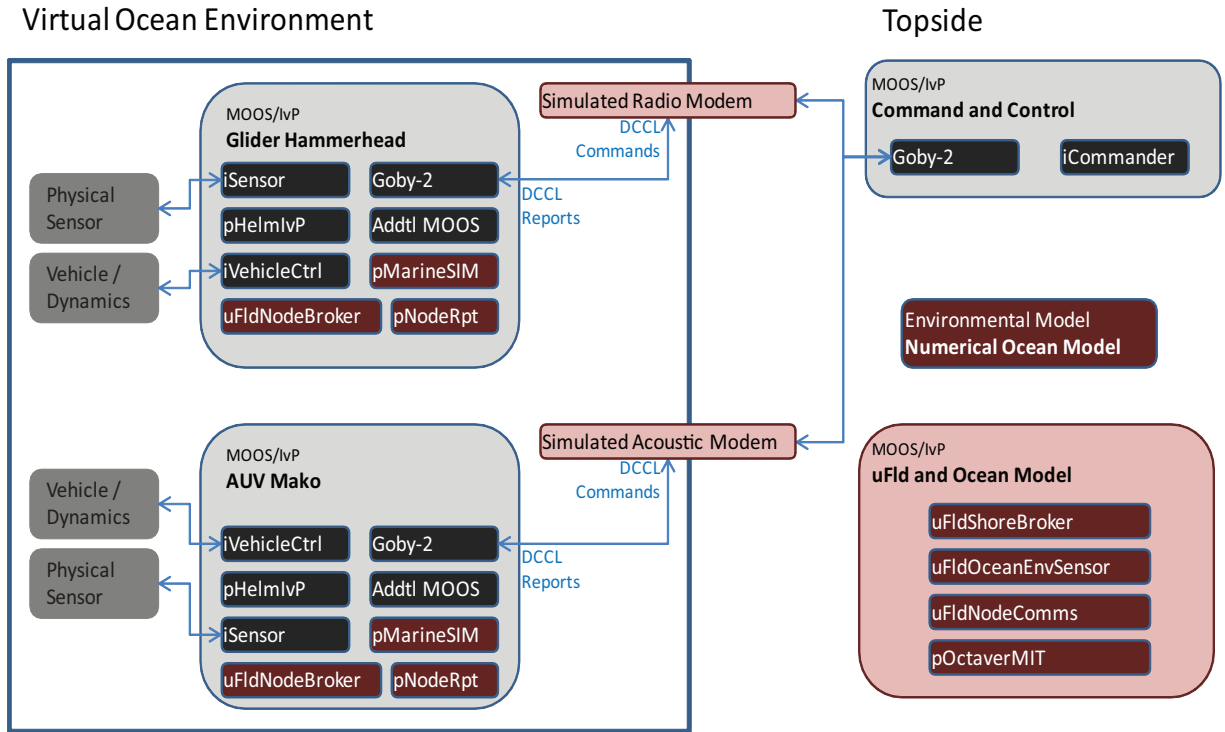 Virtual Ocean Environment
Topside
MOOS/IvP
Glider Hammerhead
iSensor
Goby-2
pHelmIvP
Addtl MOOS
iVehicleCtrl
pMarineSIM
uFldNodeBroker
pNodeRpt
Physical
Sensor
Vehicle /
Dynamics
Simulated Radio Modem
DCCL
Commands
DCCL
Reports
MOOS/IvP
Command and Control
Goby-2
iCommander
Environmental Model
Numerical Ocean Model
MOOS/IvP
AUV Mako
iVehicleCtrl
Goby-2
pHelmIvP
Addtl MOOS
iSensor
pMarineSIM
uFldNodeBroker
pNodeRpt
Vehicle /
Dynamics
Physical
Sensor
Simulated Acoustic Modem
DCCL
Commands
DCCL
Reports
MOOS/IvP
uFld and Ocean Model
uFldShoreBroker
uFldOceanEnvSensor
uFldNodeComms
pOctaverMIT